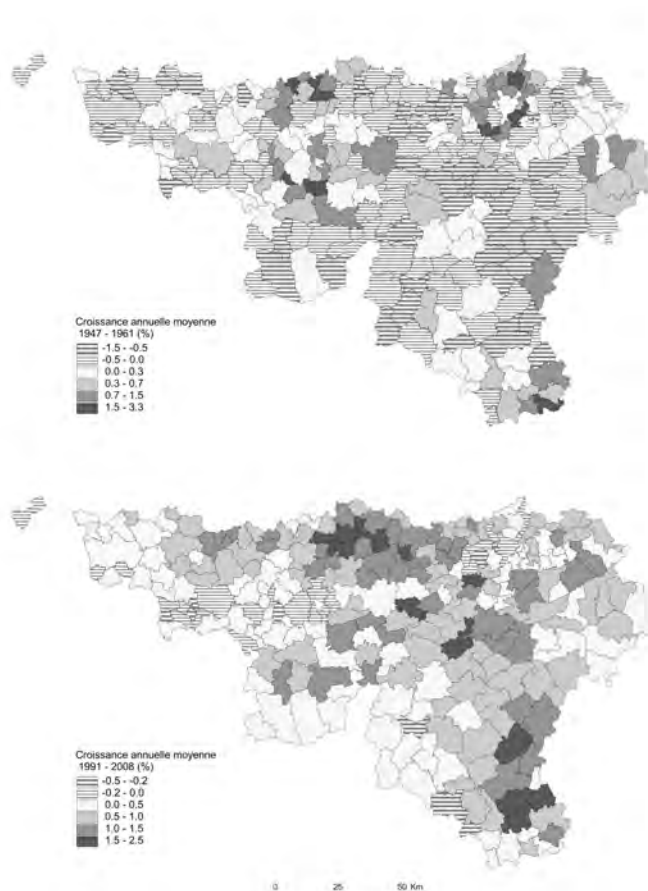 Croissance annuelle moyenne
1947 - 1961 (%)
-1.5 - -0.5
-0.5 - 0.0
0.0 - 0.3
0.3 - 0.7
0.7 - 1.5
1.5 - 3.3
Croissance annuelle moyenne
1991 - 2008 (%)
-0.5 - -0.2
-0.2 - 0.0
0.0 - 0.5
0.5 - 1.0
1.0 - 1.5
1.5 - 2.5
0 25 50 Km